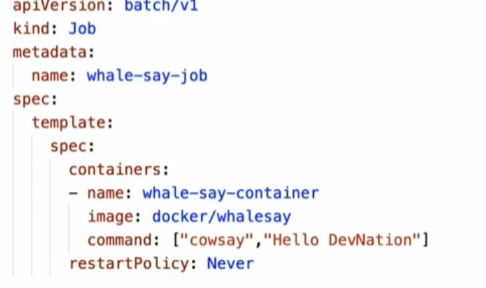 apiVersion: batch/v1
kind: Job
metadata:
  name: whale-say-job
spec:
  template:
    spec:
      containers:
      - name: whale-say-container
        image: docker/whalesay
        command: ["cowsay","Hello DevNation"]
      restartPolicy: Never